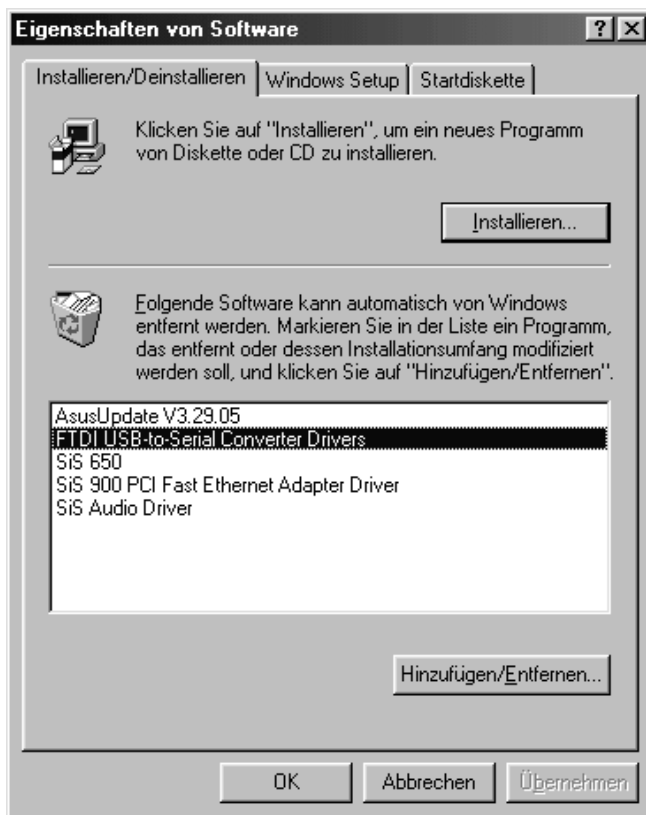 Eigenschaften von Software
Installieren/Deinstallieren
Windows Setup
Startdiskette
Klicken Sie auf "Installieren", um ein neues Programm
von Diskette oder CD zu installieren.
Installieren...
Folgende Software kann automatisch von Windows
entfernt werden. Markieren Sie in der Liste ein Programm,
das entfernt oder dessen Installationsumfang modifiziert
werden soll, und klicken Sie auf "Hinzufügen/Entfernen".
AsusUpdate V3.29.05
FTDI USB-to-Serial Converter Drivers
SiS 650
SiS 900 PCI Fast Ethernet Adapter Driver
SiS Audio Driver
Hinzufügen/Entfernen...
OK
Abbrechen
Übernehmen